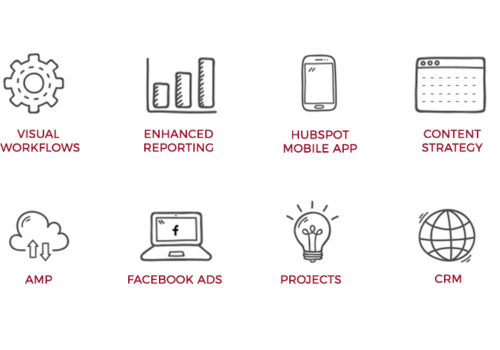 VISUAL
WORKFLOWS
ENHANCED
REPORTING
HUBSPOT
MOBILE APP
CONTENT
STRATEGY
AMP
f
FACEBOOK ADS
PROJECTS
CRM